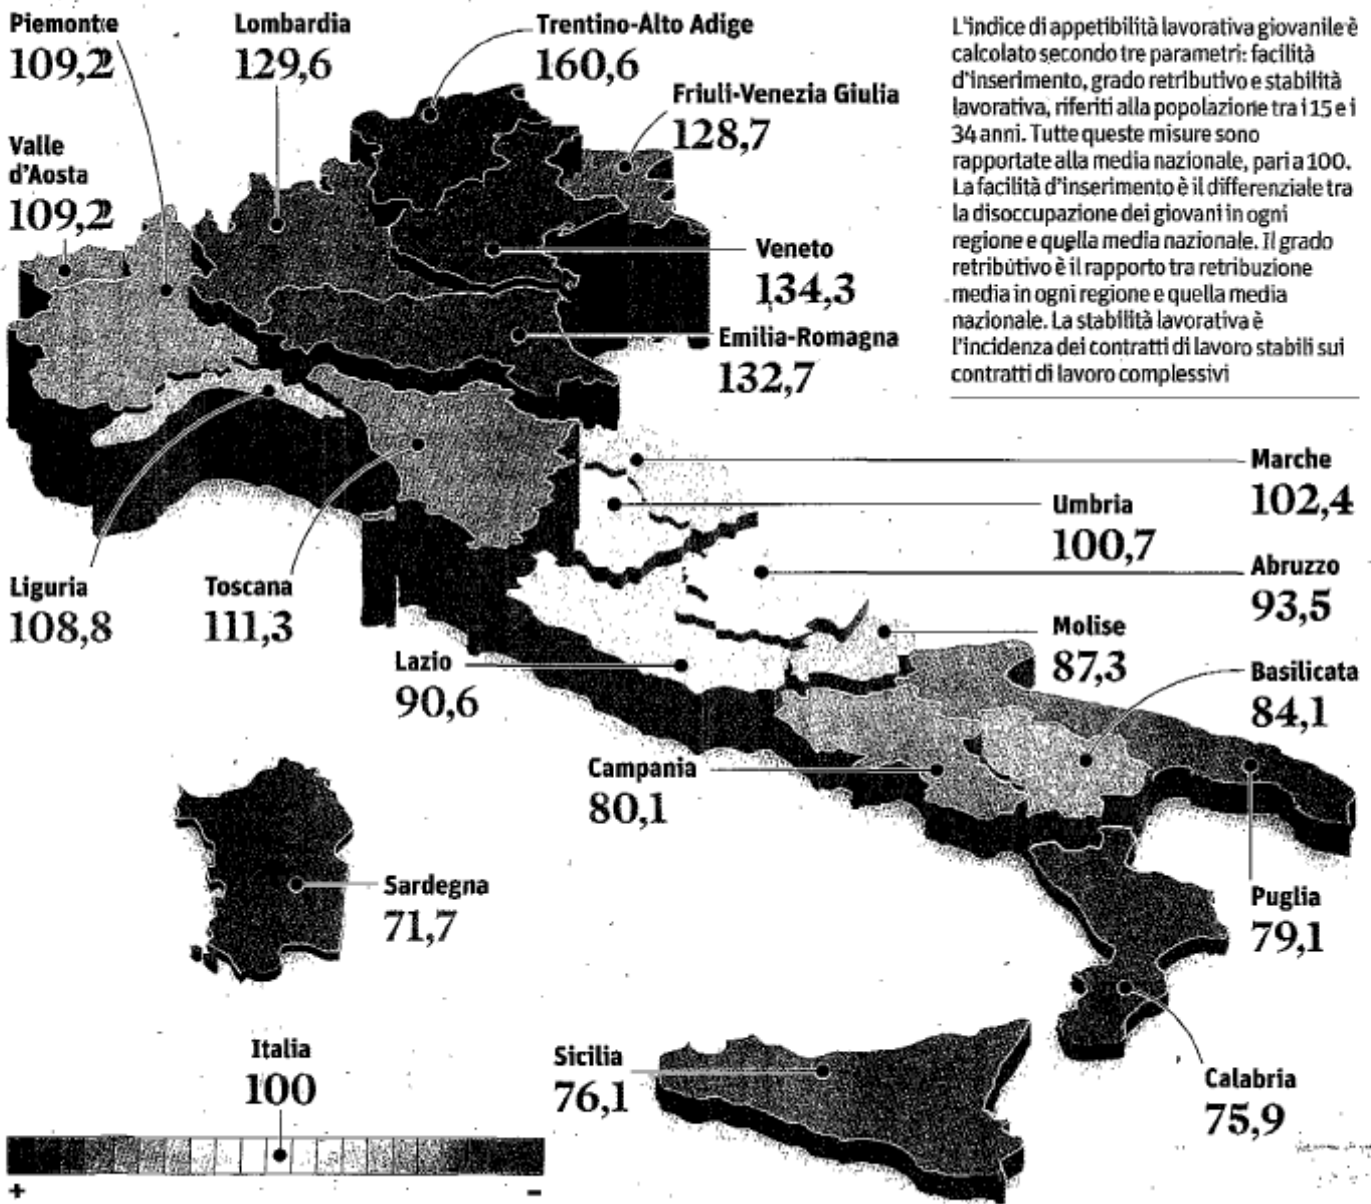 Piemonte
109,2
Lombardia
129,6
Trentino-Alto Adige
160,6
Friuli-Venezia Giulia
128,7
Valle
d'Aosta
109,2
Veneto
134,3
Emilia-Romagna
132,7
L'indice di appetibilità lavorativa giovanile è
calcolato secondo tre parametri: facilità
d'inserimento, grado retributivo e stabilità
lavorativa, riferiti alla popolazione tra i 15 e i
34 anni. Tutte queste misure sono
rapportate alla media nazionale, pari a 100.
La facilità d'inserimento è il differenziale tra
la disoccupazione dei giovani in ogni
regione e quella media nazionale. Il grado
retributivo è il rapporto tra retribuzione
media in ogni regione e quella media
nazionale. La stabilità lavorativa è
l'incidenza dei contratti di lavoro stabili sui
contratti di lavoro complessivi
Marche
102,4
Umbria
100,7
Abruzzo
93,5
Liguria
108,8
Toscana
111,3
Molise
87,3
Lazio
90,6
Basilicata
84,1
Campania
80,1
Sardegna
71,7
Puglia
79,1
Italia
100
Sicilia
76,1
Calabria
75,9
+
-